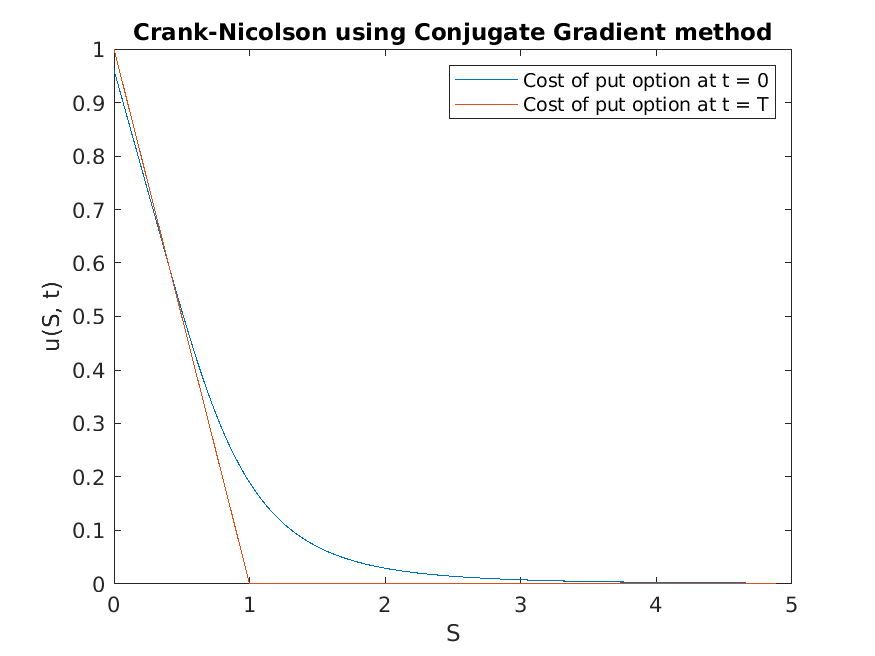 Crank-Nicolson using Conjugate Gradient method
Cost of put option at t = 0
Cost of put option at t = T
1
0.9
0.8
0.7
0.6
0.5
0.4
0.3
0.2
0.1
0
u(S, t)
0 1 2 3 4 5
S